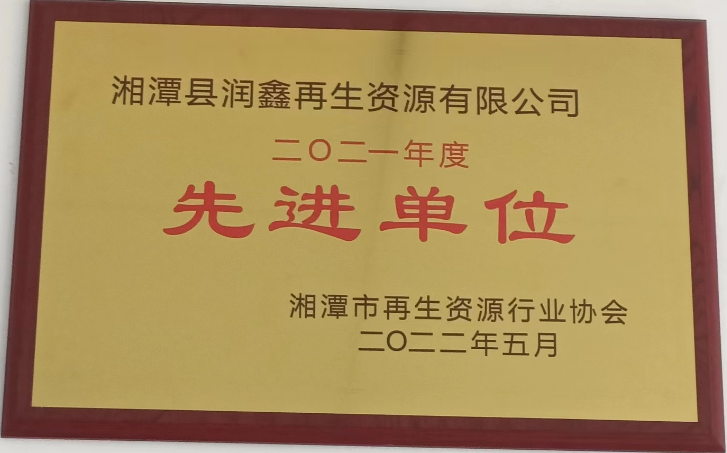 湘潭县润鑫再生资源有限公司
二〇二一年度
先进单位
湘潭市再生资源行业协会
二〇二二年五月